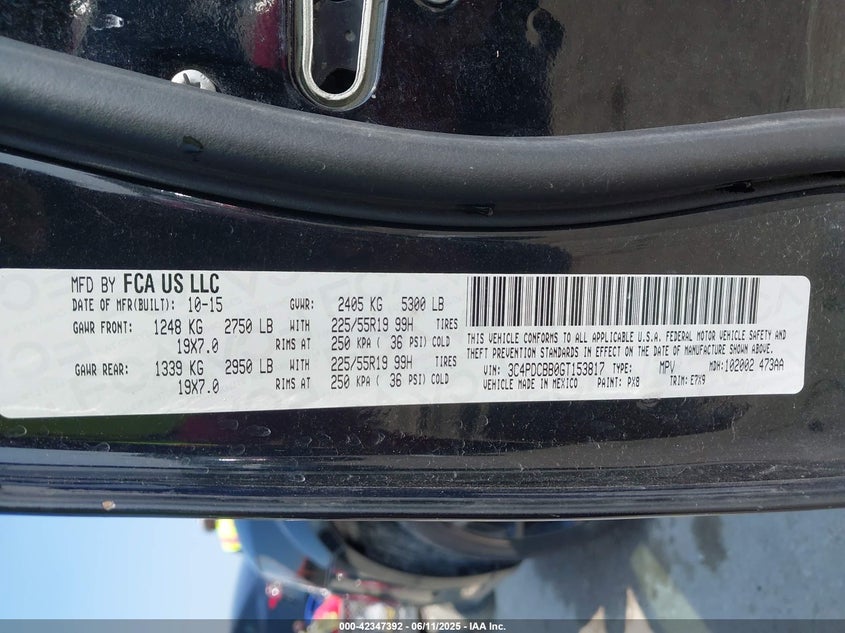 MFD BY FCA US LLC
DATE OF MFR(BUILT): 10-15 GVWR: 2405 KG 5300 LB
GAWR FRONT: 1248 KG 2750 LB WITH 225/55R19 99H TIRES
19X7.0 RIMS AT 250 KPA ( 36 PSI) COLD
GAWR REAR: 1339 KG 2950 LB WITH 225/55R19 99H TIRES
19X7.0 RIMS AT 250 KPA ( 36 PSI) COLD
THIS VEHICLE CONFORMS TO ALL APPLICABLE U.S.A. FEDERAL MOTOR VEHICLE SAFETY AND
THEFT PREVENTION STANDARDS IN EFFECT ON THE DATE OF MANUFACTURE SHOWN ABOVE.
VIN: 3C4PDCBB0GT153817 TYPE: MPV MDH:102002 473AA
VEHICLE MADE IN MEXICO PAINT: PX8 TRIM: E7X9
000-42347392 - 06/11/2025 - IAA Inc.